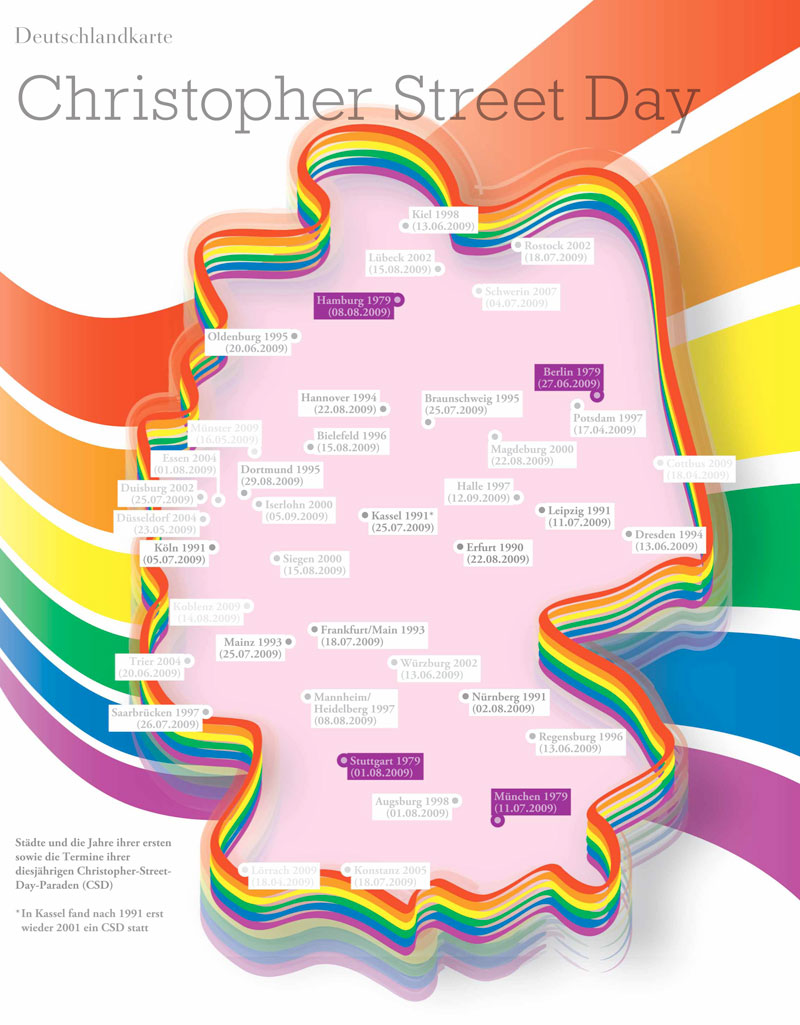 Deutschlandkarte
Christopher Street Day
Kiel 1998
(13.06.2009)
Rostock 2002
(18.07.2009)
Lübeck 2002
(15.08.2009)
Schwerin 2007
(04.07.2009)
Hamburg 1979
(08.08.2009)
Oldenburg 1995
(20.06.2009)
Berlin 1979
(27.06.2009)
Hannover 1994
(22.08.2009)
Braunschweig 1995
(25.07.2009)
Potsdam 1997
(17.04.2009)
Münster 2009
(16.05.2009)
Bielefeld 1996
(15.08.2009)
Magdeburg 2000
(22.08.2009)
Essen 2004
(01.08.2009)
Cottbus 2009
(18.04.2009)
Dortmund 1995
(29.08.2009)
Duisburg 2002
(25.07.2009)
Halle 1997
(12.09.2009)
Iserlohn 2000
(05.09.2009)
Leipzig 1991
(11.07.2009)
Düsseldorf 2004
(23.05.2009)
Kassel 1991*
(25.07.2009)
Dresden 1994
(13.06.2009)
Köln 1991
(05.07.2009)
Erfurt 1990
(22.08.2009)
Siegen 2000
(15.08.2009)
Koblenz 2009
(14.08.2009)
Frankfurt/Main 1993
(18.07.2009)
Mainz 1993
(25.07.2009)
Trier 2004
(20.06.2009)
Würzburg 2002
(13.06.2009)
Mannheim/
Heidelberg 1997
(08.08.2009)
Nürnberg 1991
(02.08.2009)
Saarbrücken 1997
(26.07.2009)
Regensburg 1996
(13.06.2009)
Stuttgart 1979
(01.08.2009)
Augsburg 1998
(01.08.2009)
München 1979
(11.07.2009)
Lörrach 2009
(18.04.2009)
Konstanz 2005
(18.07.2009)
Städte und die Jahre ihrer ersten
sowie die Termine ihrer
diesjährigen Christopher-Street-
Day-Paraden (CSD)
* In Kassel fand nach 1991 erst
wieder 2001 ein CSD statt